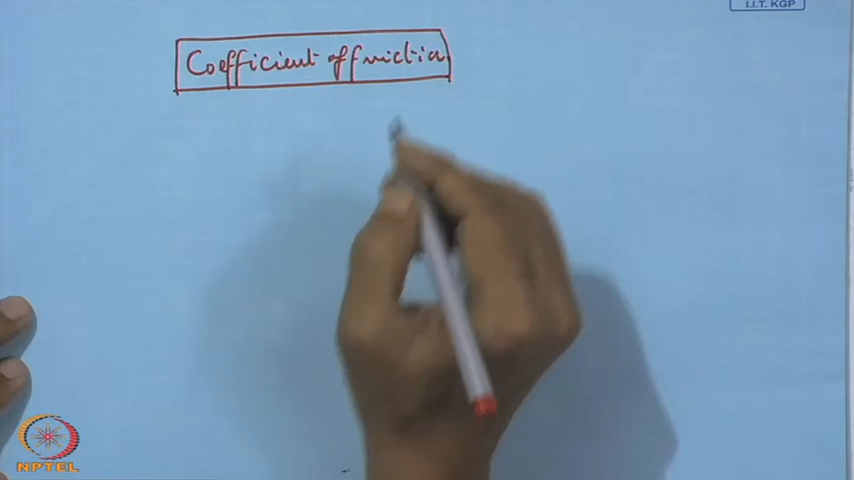 I.I.T. KGP
Coefficient of friction
NPTEL